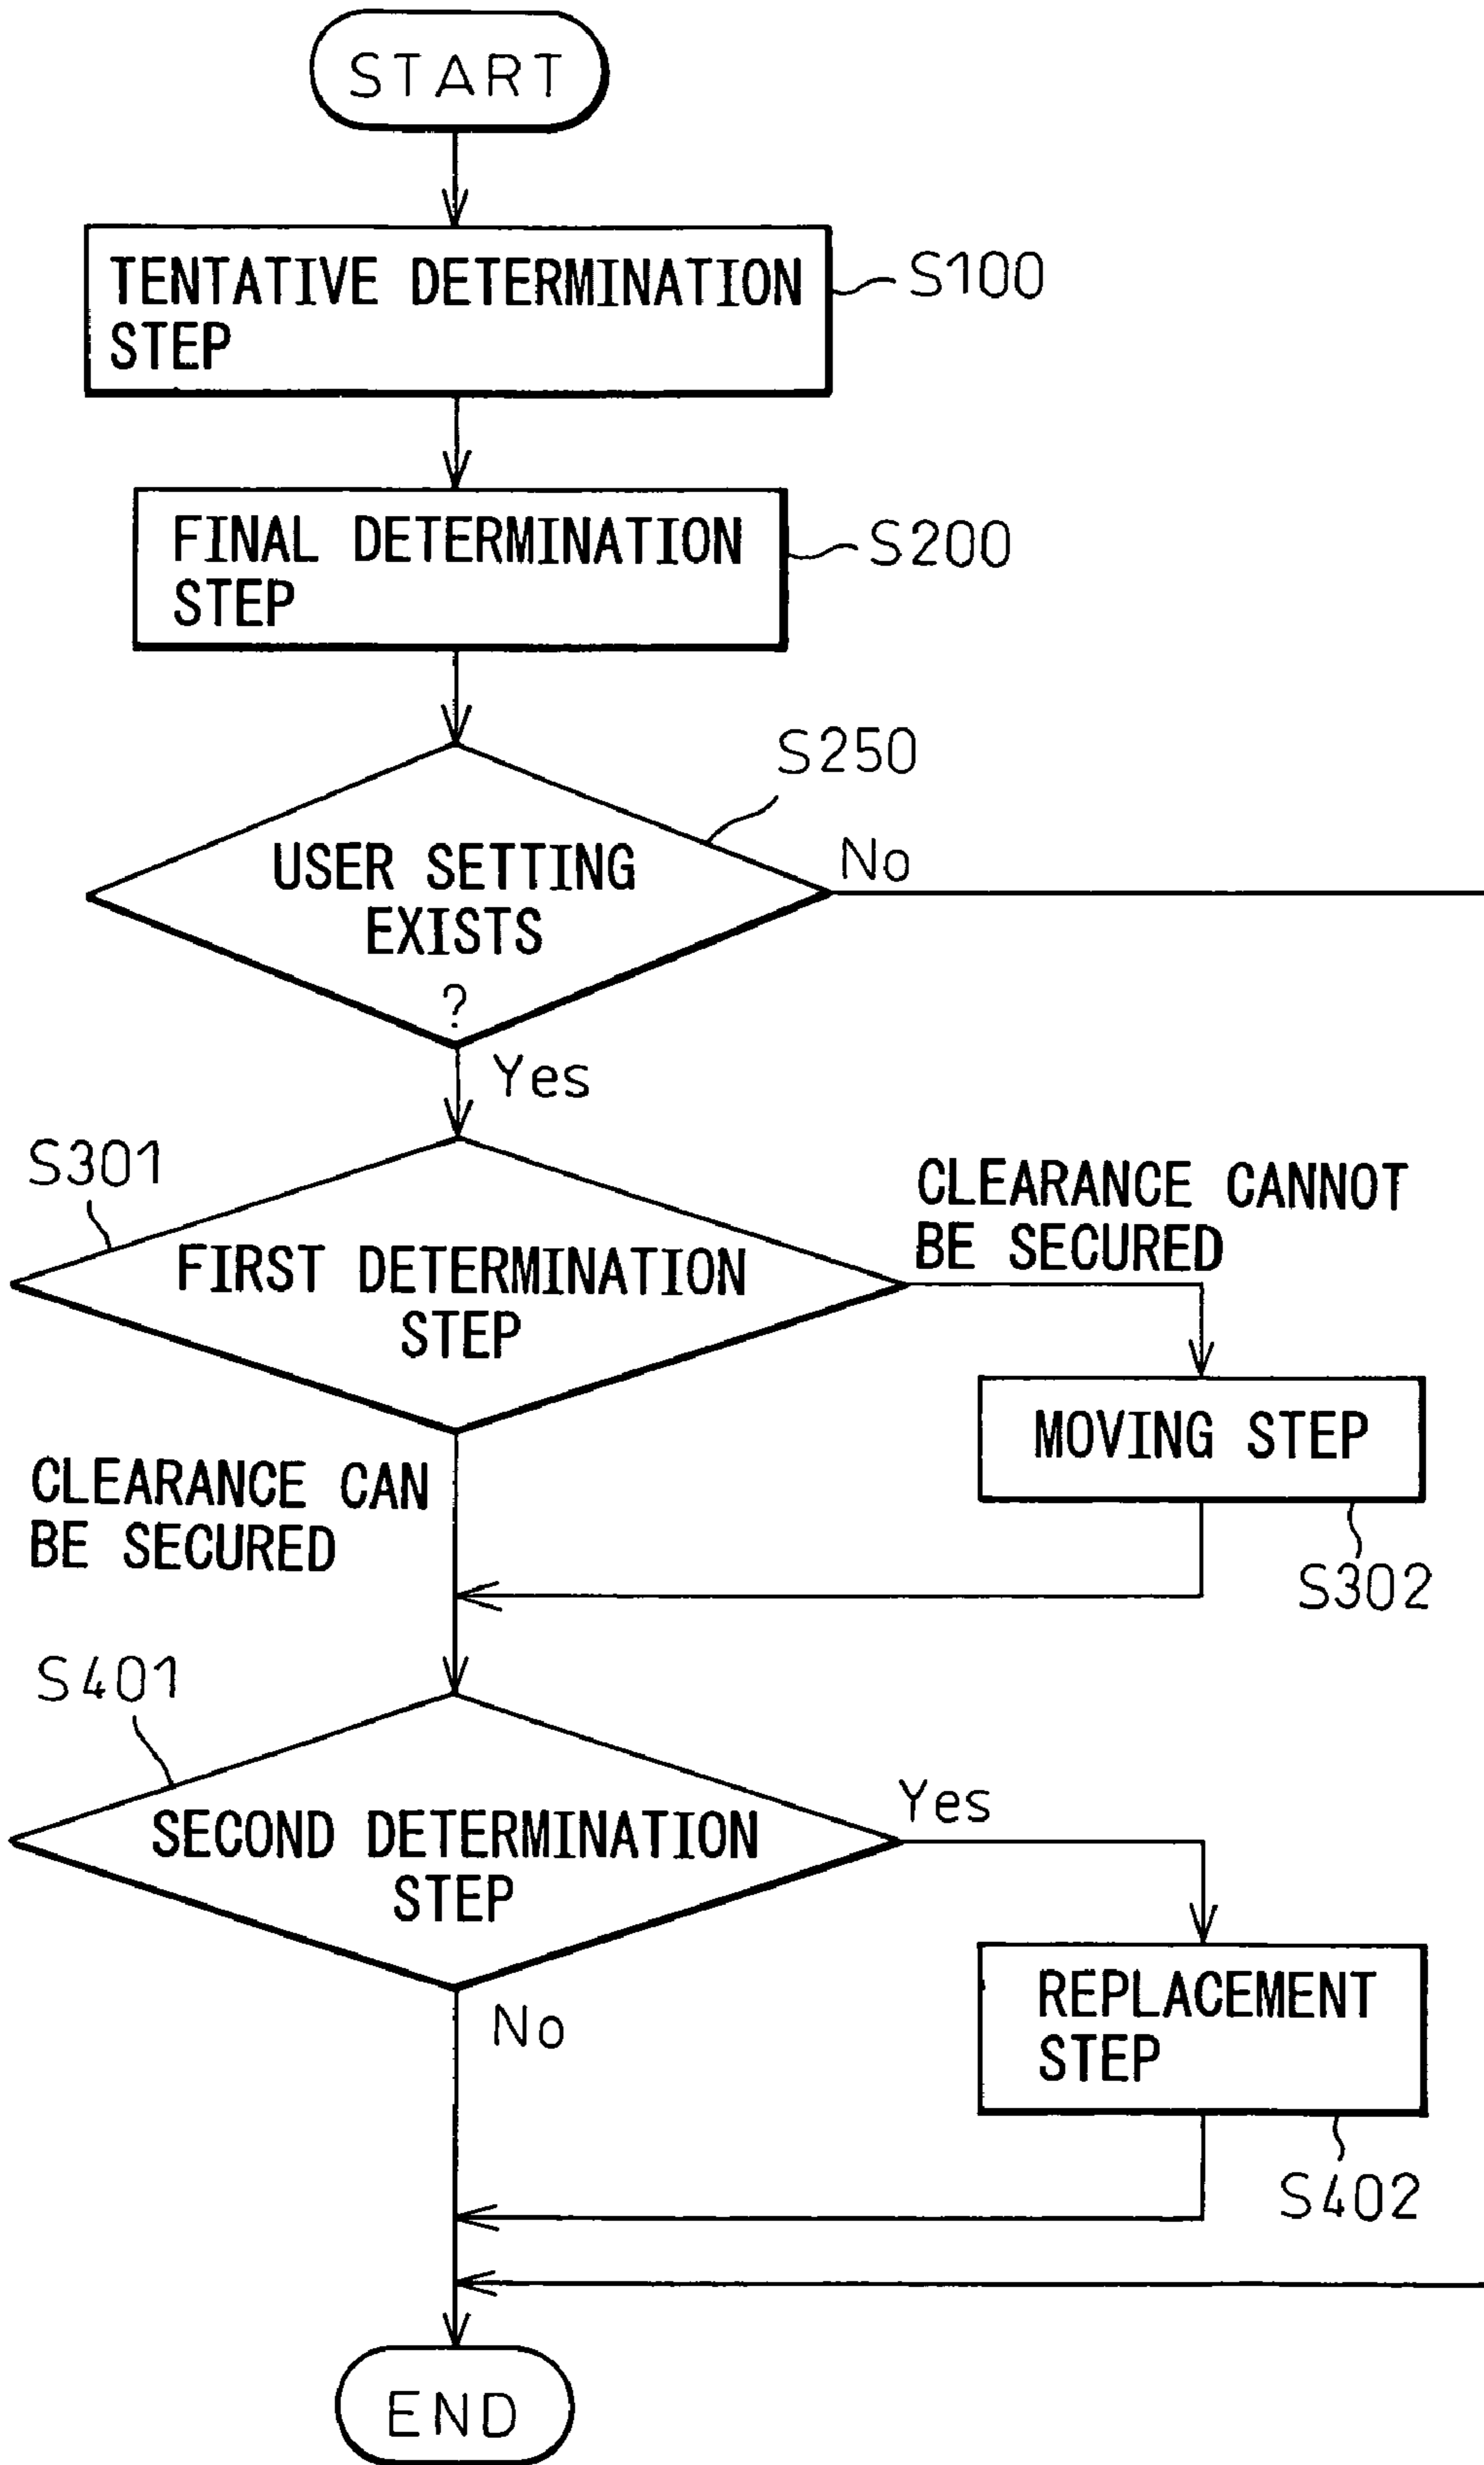 START
TENTATIVE DETERMINATION
STEP
S100
FINAL DETERMINATION
STEP
S200
S250
USER SETTING
EXISTS
?
No
Yes
S301
FIRST DETERMINATION
STEP
CLEARANCE CANNOT
BE SECURED
MOVING STEP
S302
CLEARANCE CAN
BE SECURED
S401
SECOND DETERMINATION
STEP
Yes
REPLACEMENT
STEP
S402
No
END